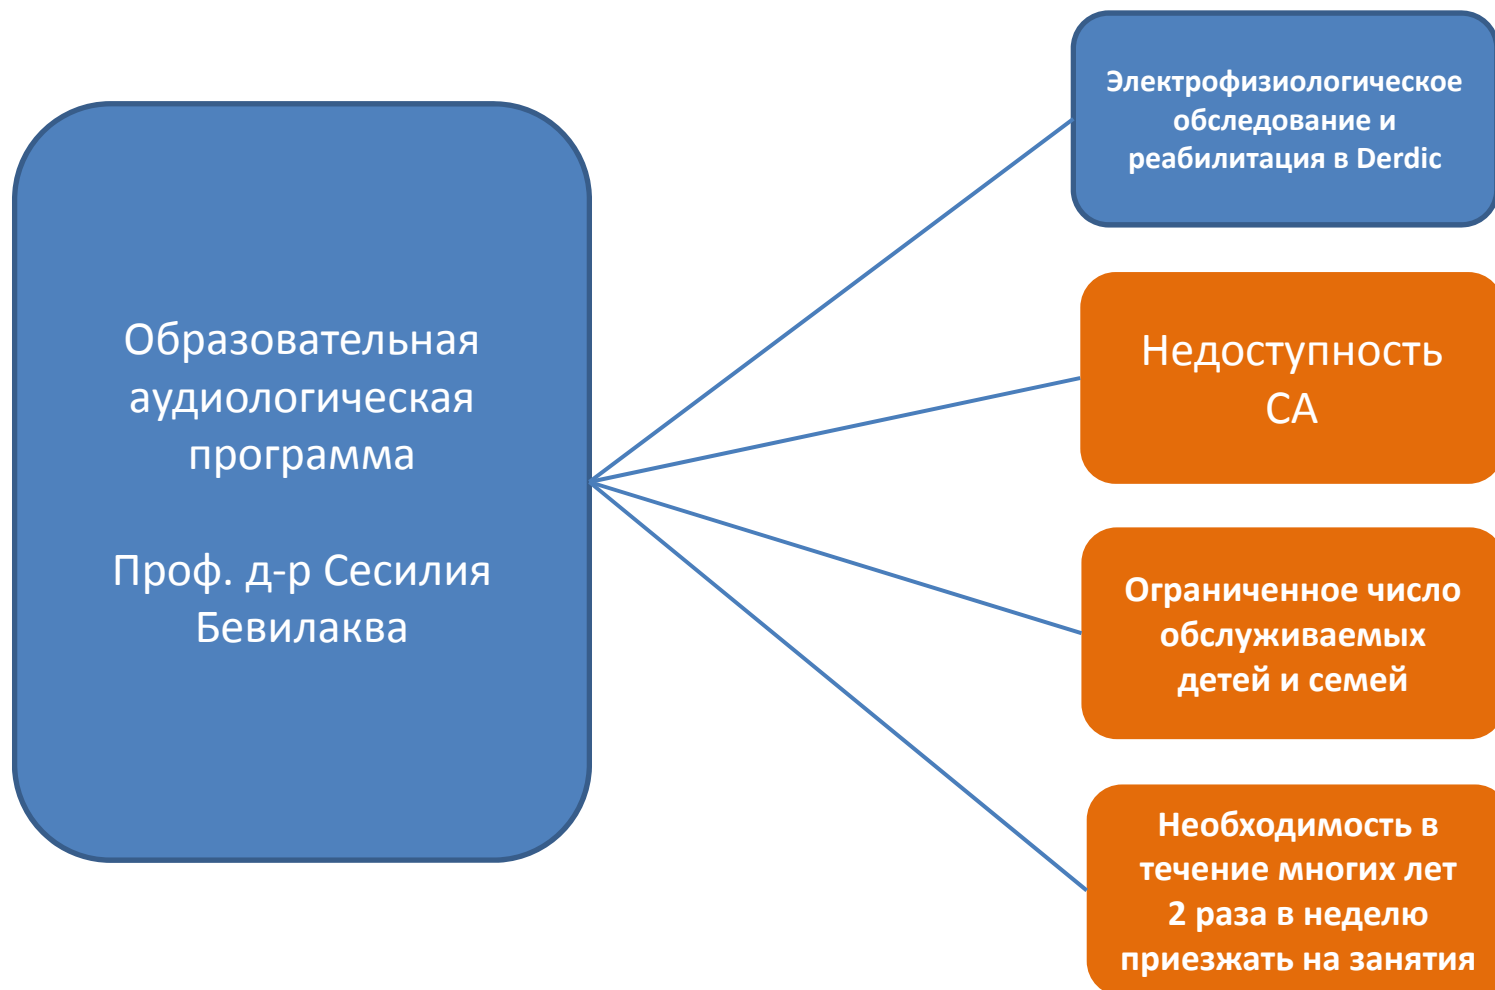 Образовательная
аудиологическая
программа
Проф. д-р Сесилия
Бевилаква
Электрофизиологическое
обследование и
реабилитация в Derdic
Недоступность
СА
Ограниченное число
обслуживаемых
детей и семей
Необходимость в
течение многих лет
2 раза в неделю
приезжать на занятия